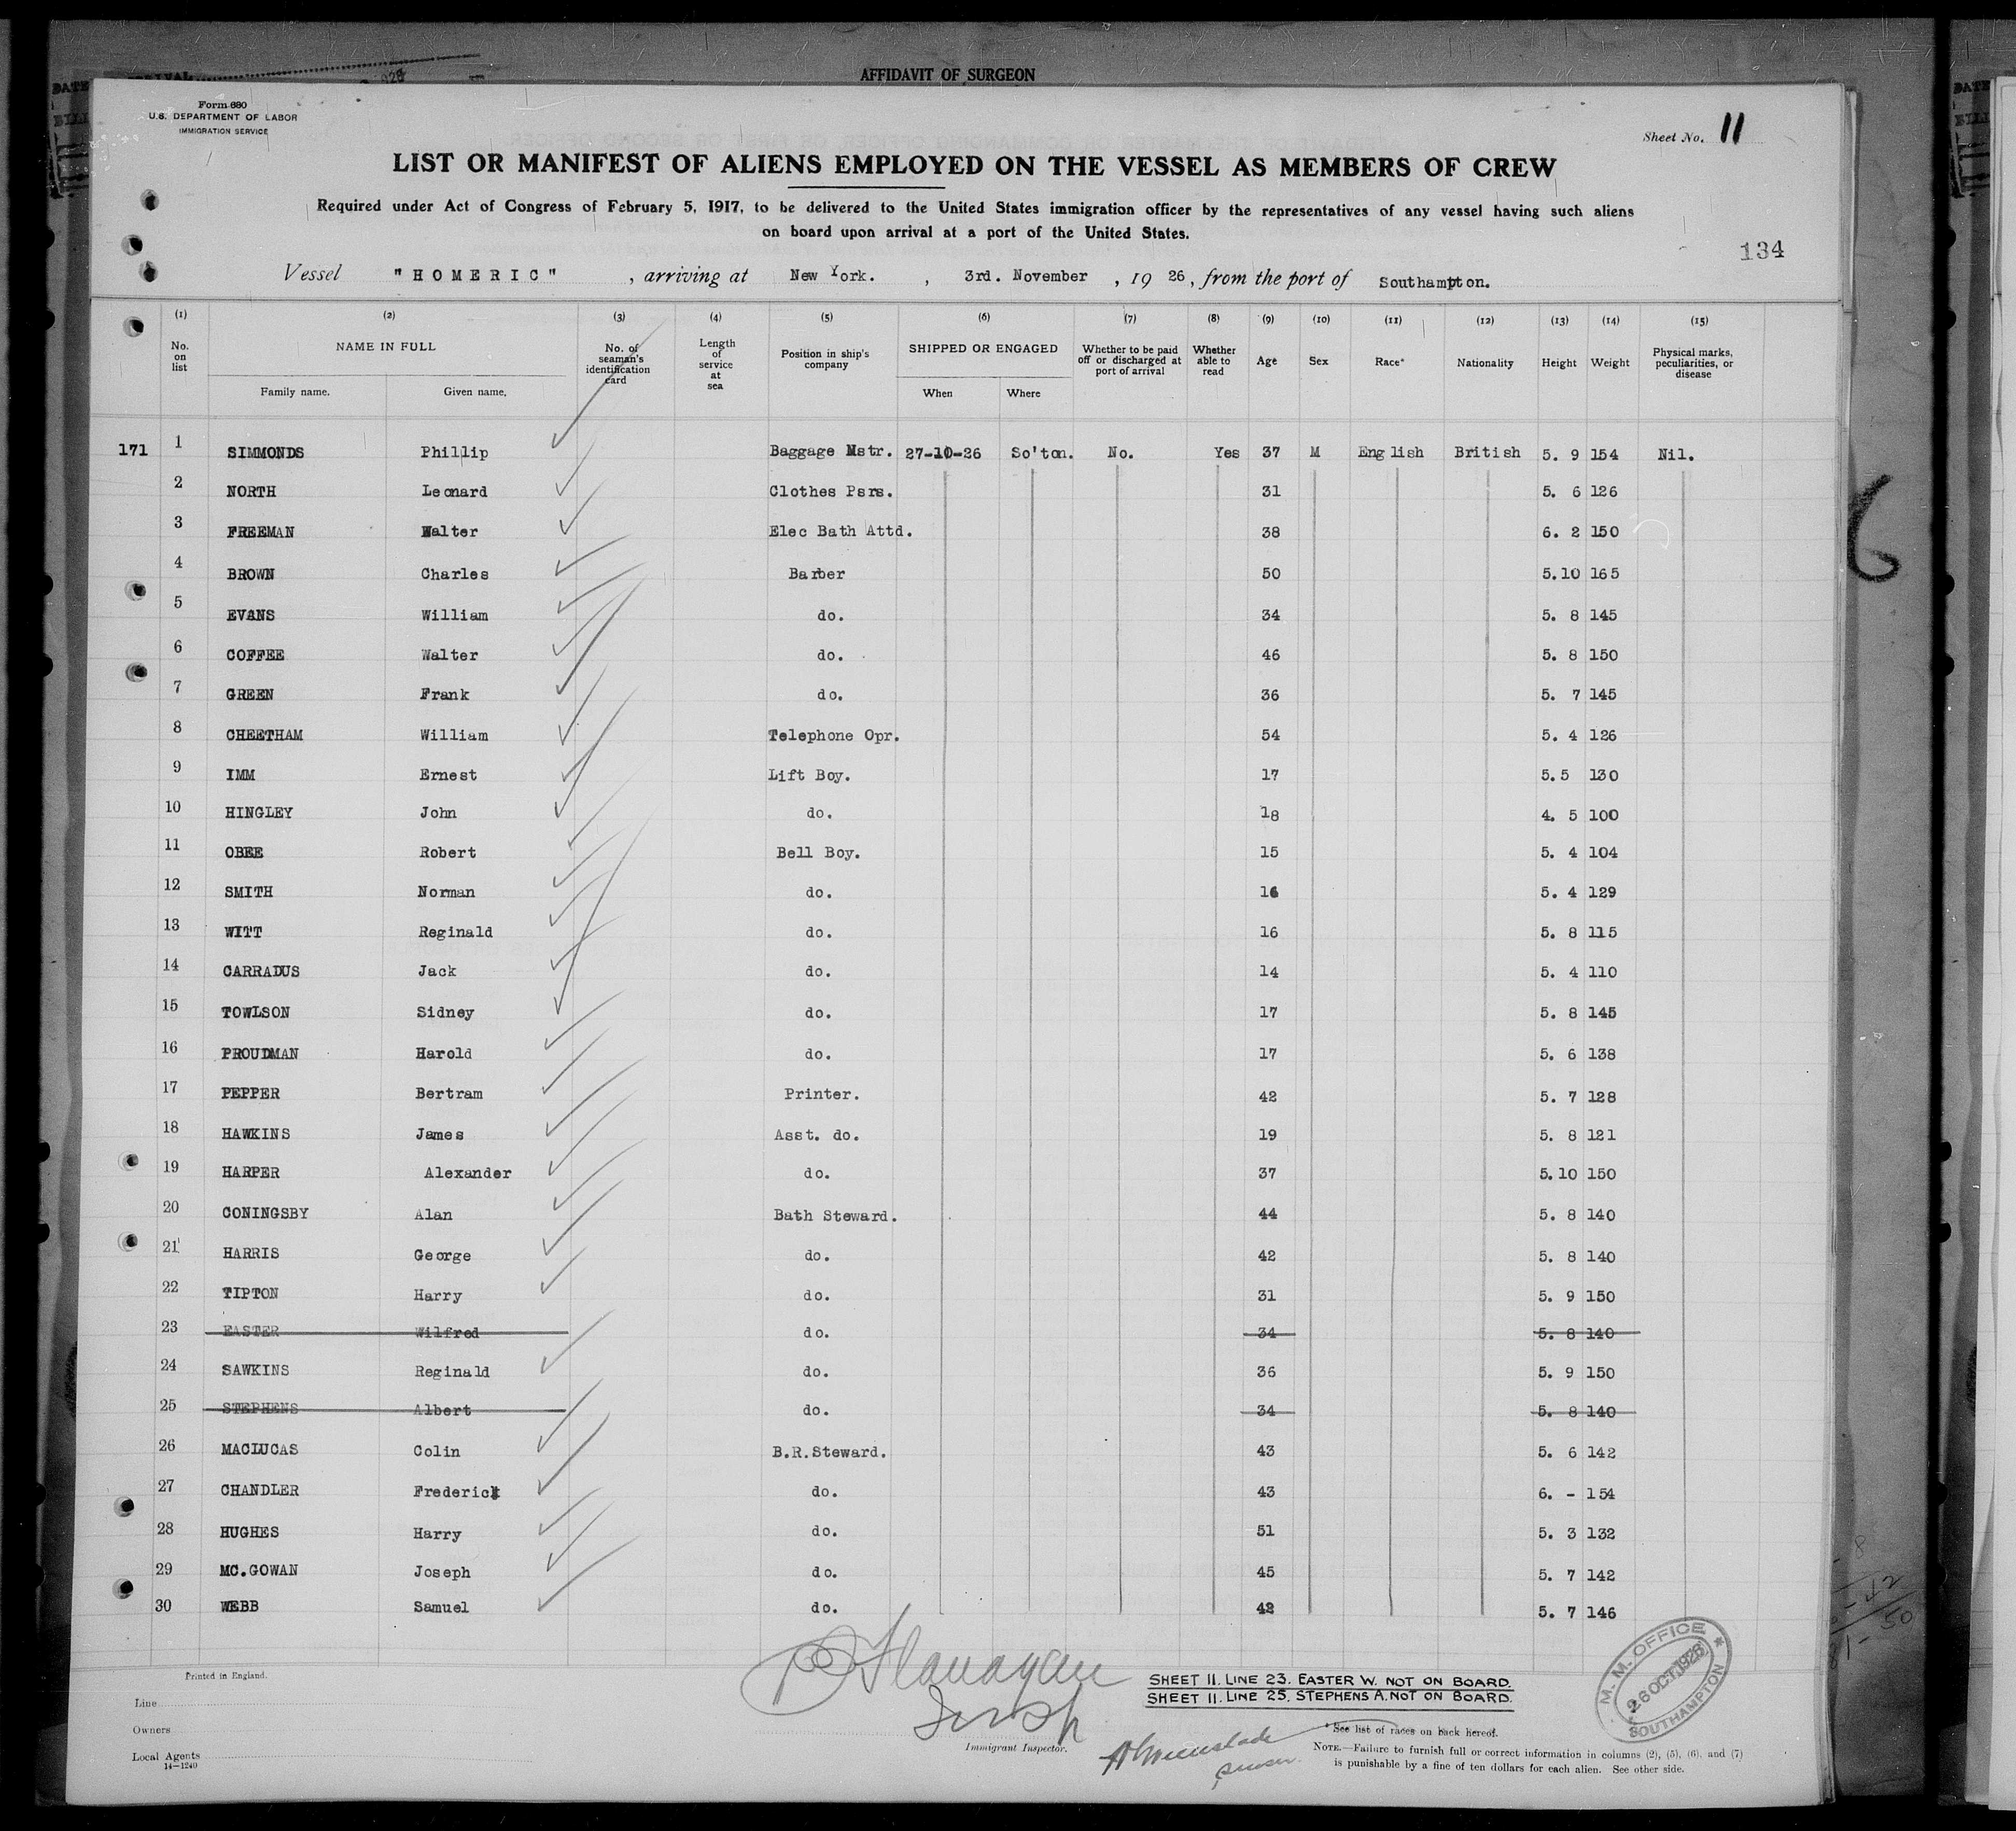 AFFIDAVIT OF SURGEON
Form 680
U.S. DEPARTMENT OF LABOR
IMMIGRATION SERVICE
Sheet No. 11
LIST OR MANIFEST OF ALIENS EMPLOYED ON THE VESSEL AS MEMBERS OF CREW
Required under Act of Congress of February 5, 1917, to be delivered to the United States immigration officer by the representatives of any vessel having such aliens
on board upon arrival at a port of the United States.
134
Vessel "HOMERIC" , arriving at New York. , 3rd. November , 19 26, from the port of Southampton.
(1) (2) (3) (4) (5) (6) (7) (8) (9) (10) (11) (12) (13) (14) (15)
No. on list NAME IN FULL Family name. Given name. No. of seaman's identification card Length of service at sea Position in ship's company SHIPPED OR ENGAGED When Where Whether to be paid off or discharged at port of arrival Whether able to read Age Sex Race* Nationality Height Weight Physical marks, peculiarities, or disease
171 1 SIMMONDS Phillip Baggage Mstr. 27-10-26 So'ton. No. Yes 37 M English British 5. 9 154 Nil.
2 NORTH Leonard Clothes Psrs. 31 5. 6 126
3 FREEMAN Walter Elec Bath Attd. 38 6. 2 150
4 BROWN Charles Barber 50 5.10 165
5 EVANS William do. 34 5. 8 145
6 COFFEE Walter do. 46 5. 8 150
7 GREEN Frank do. 36 5. 7 145
8 CHEETHAM William Telephone Opr. 54 5. 4 126
9 IMM Ernest Lift Boy. 17 5.5 130
10 HINGLEY John do. 18 4. 5 100
11 OBEE Robert Bell Boy. 15 5. 4 104
12 SMITH Norman do. 16 5. 4 129
13 WITT Reginald do. 16 5. 8 115
14 CARRADUS Jack do. 14 5. 4 110
15 TOWLSON Sidney do. 17 5. 8 145
16 PROUDMAN Harold do. 17 5. 6 138
17 PEPPER Bertram Printer. 42 5. 7 128
18 HAWKINS James Asst. do. 19 5. 8 121
19 HARPER Alexander do. 37 5.10 150
20 CONINGSBY Alan Bath Steward. 44 5. 8 140
21 HARRIS George do. 42 5. 8 140
22 TIPTON Harry do. 31 5. 9 150
23 EASTER Wilfred do. 34 5. 8 140
24 SAWKINS Reginald do. 36 5. 9 150
25 STEPHENS Albert do. 34 5. 8 140
26 MACLUCAS Colin B.R.Steward. 43 5. 6 142
27 CHANDLER Frederick do. 43 6. - 154
28 HUGHES Harry do. 51 5. 3 132
29 MC.GOWAN Joseph do. 45 5. 7 142
30 WEBB Samuel do. 42 5. 7 146
Printed in England.
Flanagan
Insp
SHEET 11. LINE 23. EASTER W. NOT ON BOARD.
SHEET 11. LINE 25. STEPHENS A. NOT ON BOARD.
M.M. OFFICE
26 OCT 1926
SOUTHAMPTON
Line
Owners
Local Agents
14—1240
Immigrant Inspector.
* See list of races on back hereof.
NOTE.—Failure to furnish full or correct information in columns (2), (5), (6), and (7)
is punishable by a fine of ten dollars for each alien. See other side.